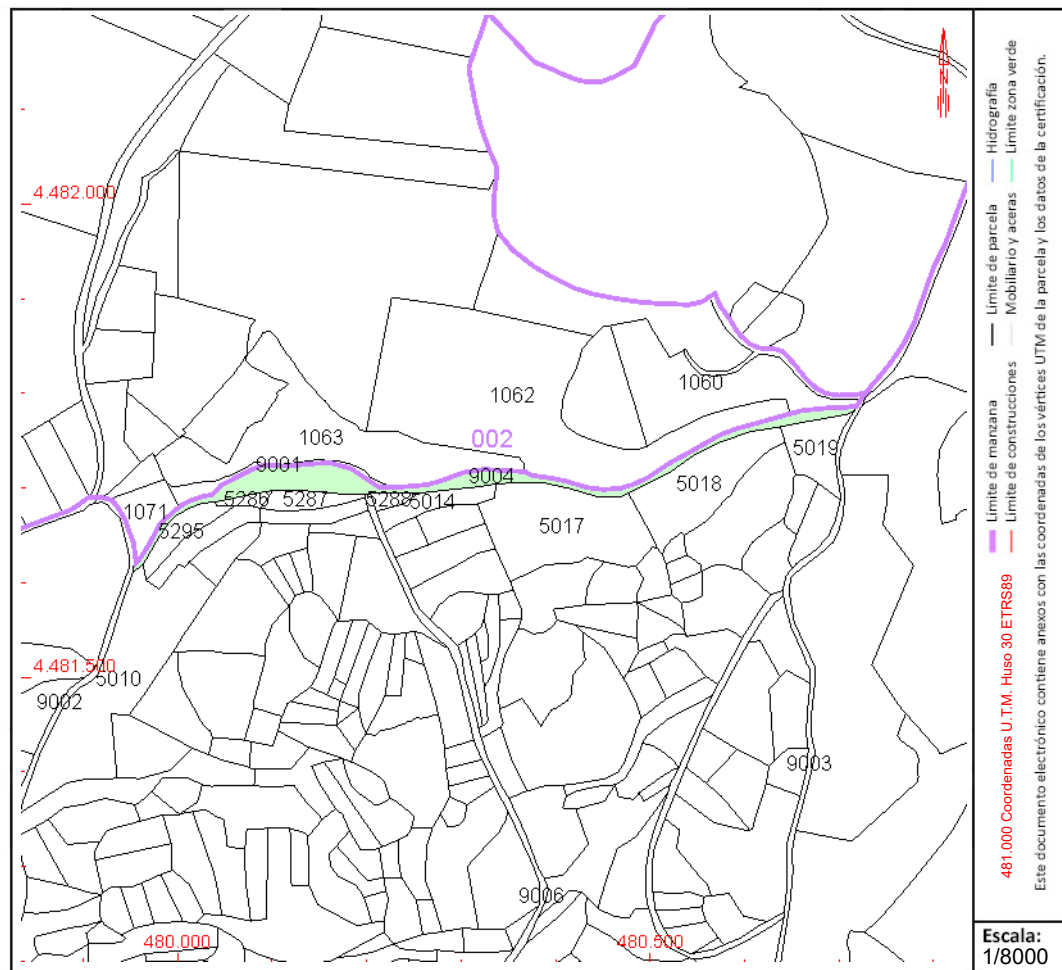 4.482.000
1062
1060
1063
002
5019
9001
9004
5018
5286
5287
5288
5014
1071
5295
5017
4.481.500
5010
9002
9003
9006
480.000
480.500
N
Hidrografía
Límite zona verde
Límite de parcela
Mobiliario y aceras
Límite de manzana
Límite de construcciones
481.000 Coordenadas U.T.M. Huso 30 ETRS89
Este documento electrónico contiene anexos con las coordenadas de los vértices UTM de la parcela y los datos de la certificación.
Escala:
1/8000